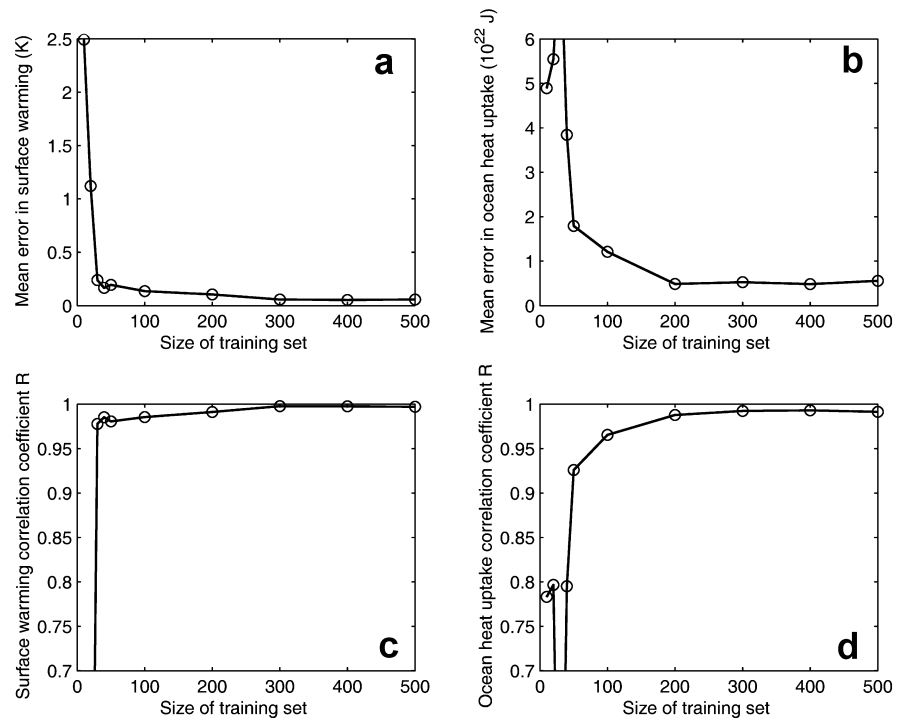 Mean error in surface warming (K)
2.5
2
1.5
1
0.5
0
a
0 100 200 300 400 500
Size of training set
Mean error in ocean heat uptake (10²² J)
6
5
4
3
2
1
0
b
0 100 200 300 400 500
Size of training set
Surface warming correlation coefficient R
1
0.95
0.9
0.85
0.8
0.75
0.7
c
0 100 200 300 400 500
Size of training set
Ocean heat uptake correlation coefficient R
1
0.95
0.9
0.85
0.8
0.75
0.7
d
0 100 200 300 400 500
Size of training set